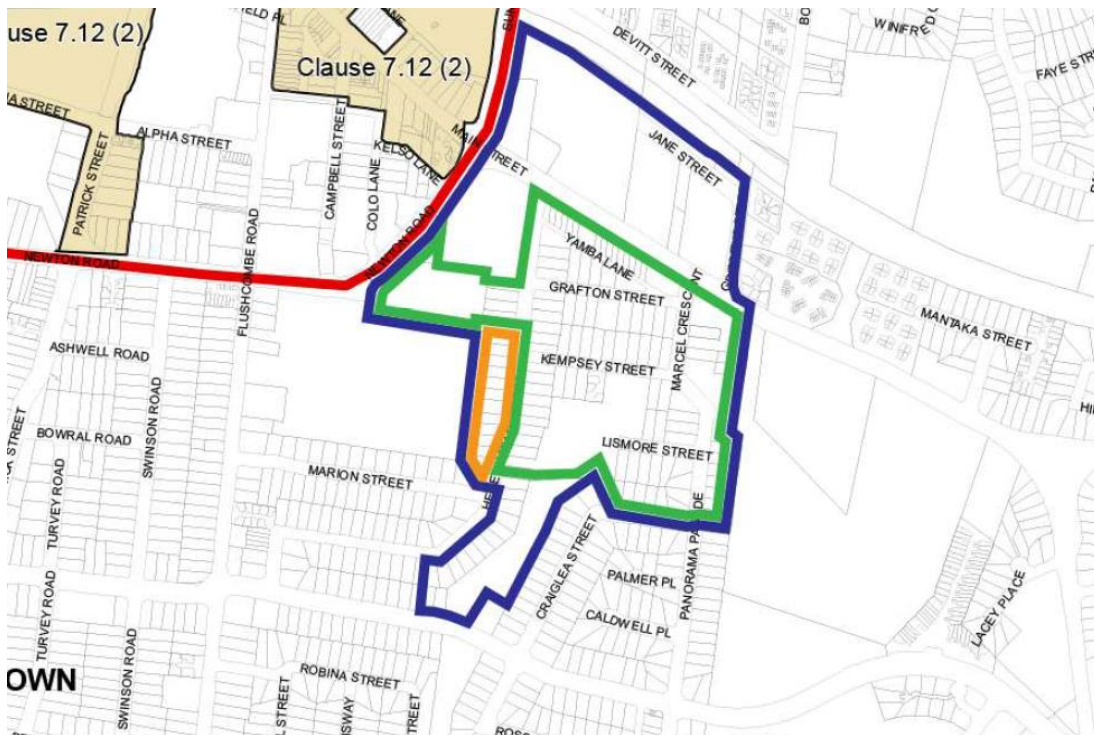 use 7.12 (2)
Clause 7.12 (2)
DEVITT STREET
WINIFRE
FAYE STR
ALPHA STREET
MAIN STREET
KELSO LANE
JANE STREET
PATRICK STREET
CAMPBELL STREET
COLO LANE
NEWTON ROAD
NEWTON ROAD
FLUSHCOMBE ROAD
YAMBA LANE
GRAFTON STREET
MARCEL CRESCENT
MANTAKA STREET
ASHWELL ROAD
KEMPSEY STREET
SWINSON ROAD
BOWRAL ROAD
LISMORE STREET
MARION STREET
TURVEY ROAD
CRAIGLEA STREET
PALMER PL
CALDWELL PL
LACEY PLACE
TURVEY ROAD
SWINSON ROAD
OWN
ROBINA STREET
STREET